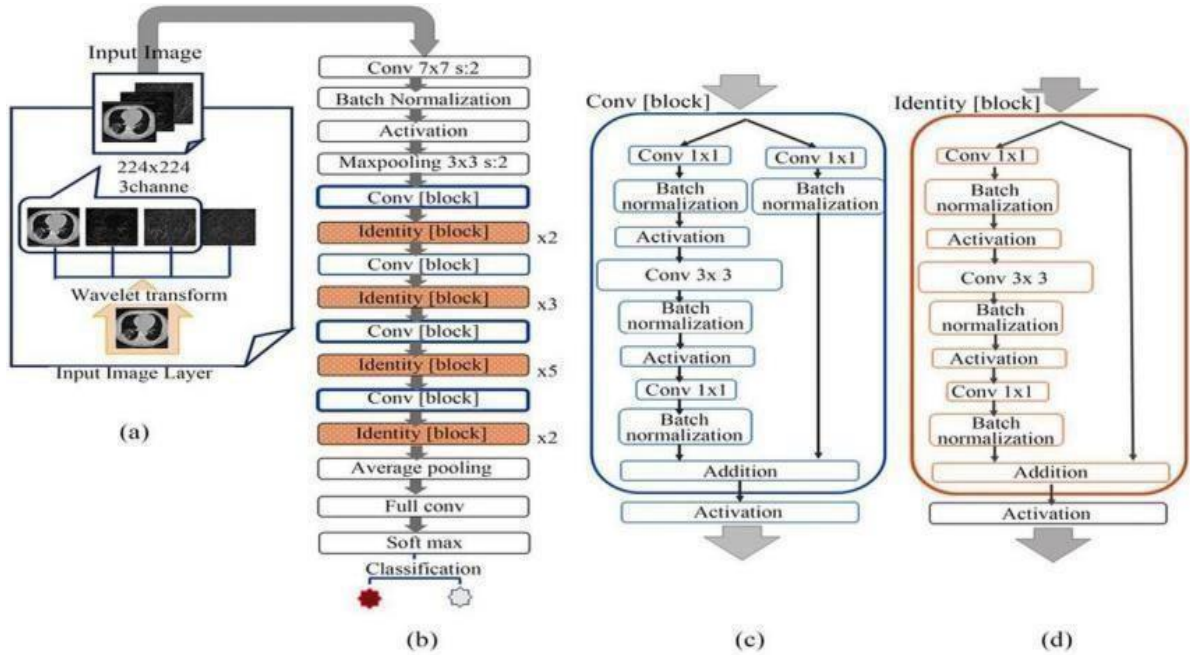 Input Image
224x224
3channe
Wavelet transform
Input Image Layer
(a)
Conv 7x7 s:2
Batch Normalization
Activation
Maxpooling 3x3 s:2
Conv [block]
Identity [block] x2
Conv [block]
Identity [block] x3
Conv [block]
Identity [block] x5
Conv [block]
Identity [block] x2
Average pooling
Full conv
Soft max
Classification
(b)
Conv [block]
Conv 1x1
Batch
normalization
Activation
Conv 3x 3
Batch
normalization
Activation
Conv 1x1
Batch
normalization
Conv 1x1
Batch
normalization
Addition
Activation
(c)
Identity [block]
Conv 1x1
Batch
normalization
Activation
Conv 3x 3
Batch
normalization
Activation
Conv 1x1
Batch
normalization
Addition
Activation
(d)